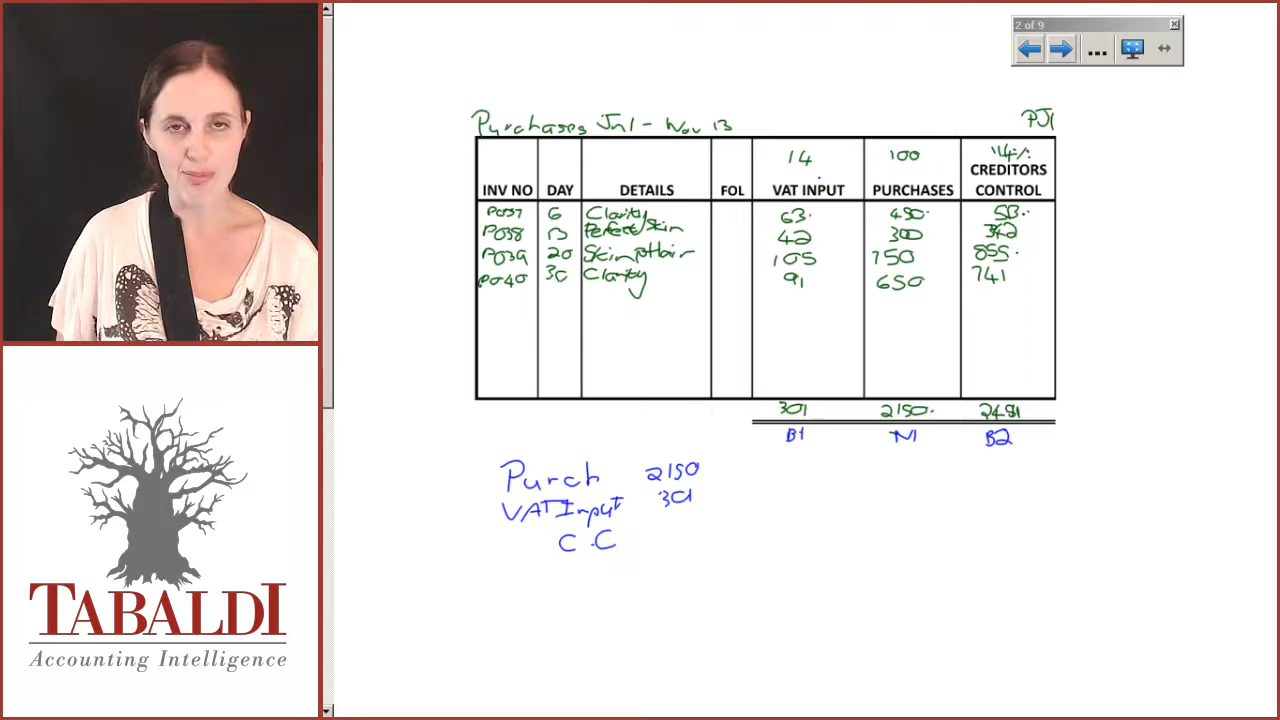 2 of 9
Purchases Jnl - Nov 13 PJ1
14 100 114%
INV NO DAY DETAILS FOL VAT INPUT PURCHASES CREDITORS CONTROL
P037 6 Clarity 63 450 513
P038 13 Perfect Skin 42 300 342
P039 20 Skin Hair 105 750 855
P040 30 Clarity 91 650 741
301 2150 2451
B1 N1 B2
Purch 2150
VAT Input 301
C.C
TABALDI
Accounting Intelligence